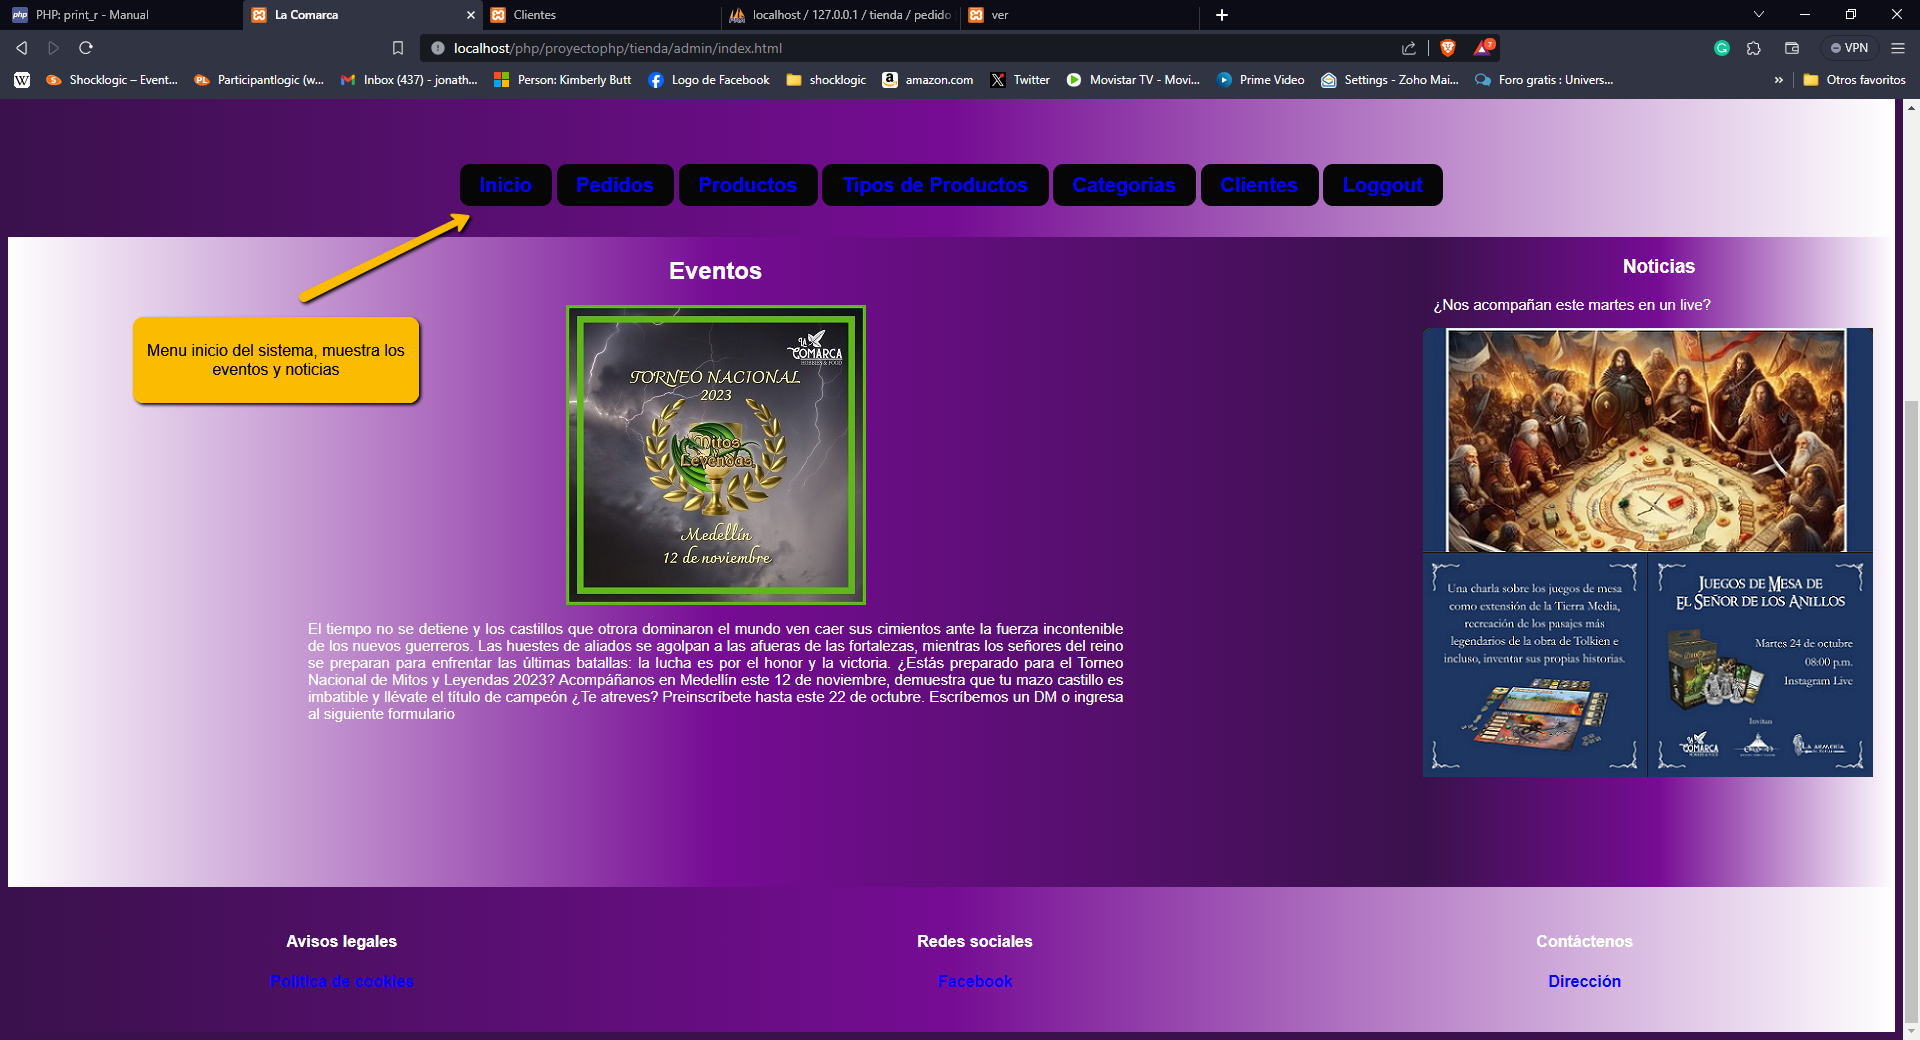 PHP: print_r - Manual
La Comarca
Clientes
localhost / 127.0.0.1 / tienda / pedido
ver
localhost/php/proyectophp/tienda/admin/index.html
7
VPN
Shocklogic – Event...
Participantlogic (w...
Inbox (437) - jonath...
Person: Kimberly Butt
Logo de Facebook
shocklogic
amazon.com
Twitter
Movistar TV - Movi...
Prime Video
Settings - Zoho Mai...
Foro gratis : Univers...
»
Otros favoritos
Inicio
Pedidos
Productos
Tipos de Productos
Categorias
Clientes
Loggout
Menu inicio del sistema, muestra los
eventos y noticias
Eventos
LA
COMARCA
HOBBIES & FOOD
TORNEO NACIONAL
2023
Mitos
Leyendas
Medellín
12 de noviembre
El tiempo no se detiene y los castillos que otrora dominaron el mundo ven caer sus cimientos ante la fuerza incontenible
de los nuevos guerreros. Las huestes de aliados se agolpan a las afueras de las fortalezas, mientras los señores del reino
se preparan para enfrentar las últimas batallas: la lucha es por el honor y la victoria. ¿Estás preparado para el Torneo
Nacional de Mitos y Leyendas 2023? Acompáñanos en Medellín este 12 de noviembre, demuestra que tu mazo castillo es
imbatible y llévate el título de campeón ¿Te atreves? Preinscríbete hasta este 22 de octubre. Escríbemos un DM o ingresa
al siguiente formulario
Noticias
¿Nos acompañan este martes en un live?
Una charla sobre los juegos de mesa
como extensión de la Tierra Media,
recreación de los pasajes más
legendarios de la obra de Tolkien e
incluso, inventar sus propias historias.
JUEGOS DE MESA DE
EL SEÑOR DE LOS ANILLOS
Martes 24 de octubre
08:00 p.m.
Instagram Live
Invitan
LA
COMARCA
LA ARMERÍA
Avisos legales
Política de cookies
Redes sociales
Facebook
Contáctenos
Dirección